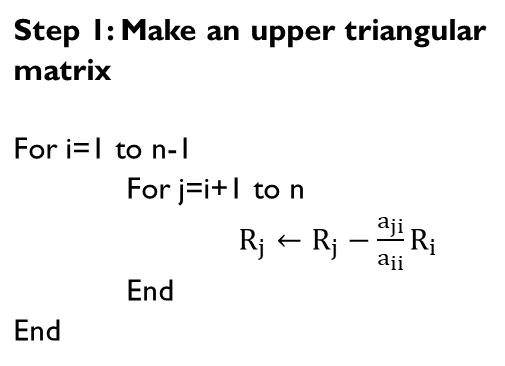 Step 1: Make an upper triangular
matrix
For i=1 to n-1
For j=i+1 to n
Rj ← Rj − aji/aii Ri
End
End